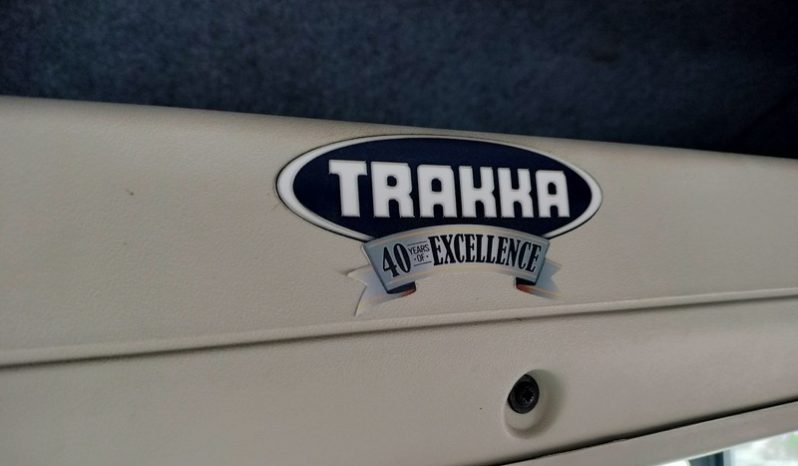 TRAKKA
40 YEARS OF EXCELLENCE